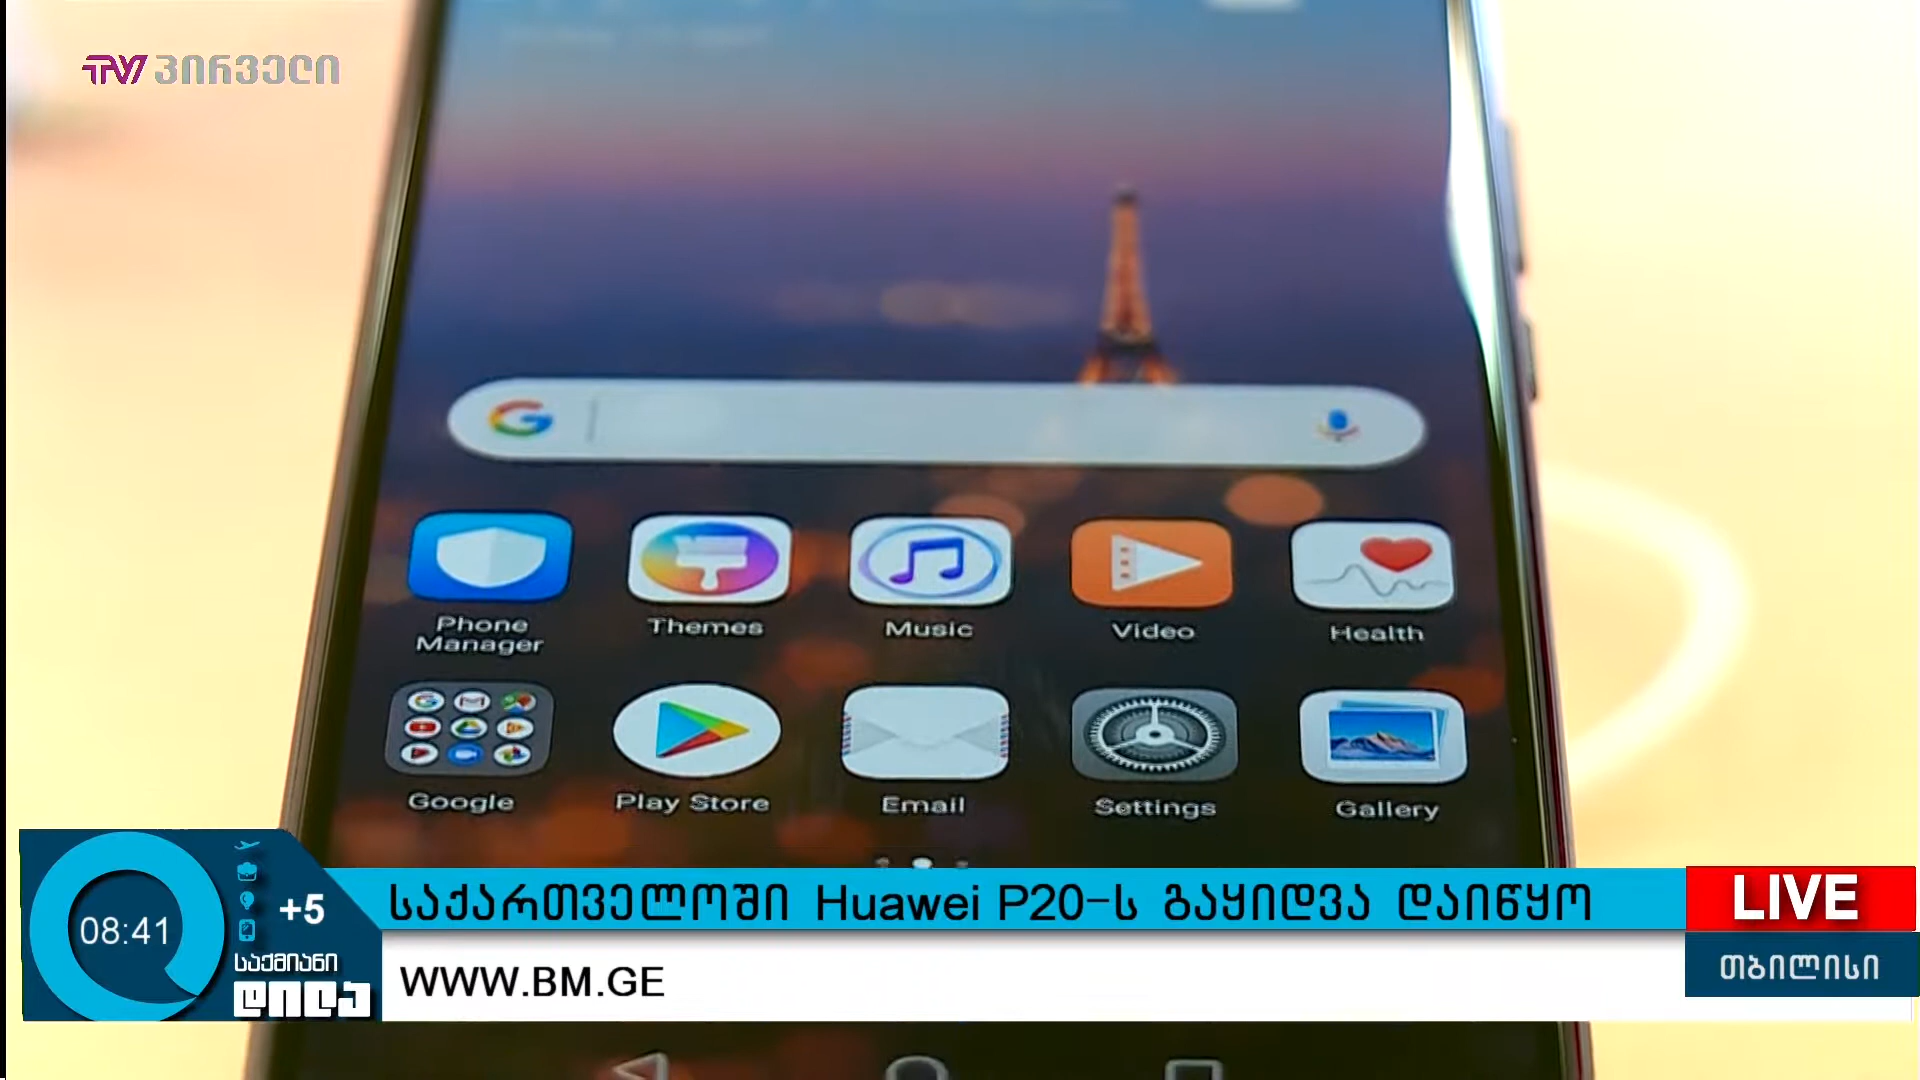 TV პირველი
Phone
Manager
Themes
Music
Video
Health
Google
Play Store
Email
Settings
Gallery
08:41
+5
საქმიანი
დილა
საქართველოში Huawei P20-ს გაყიდვა დაიწყო
WWW.BM.GE
LIVE
თბილისი